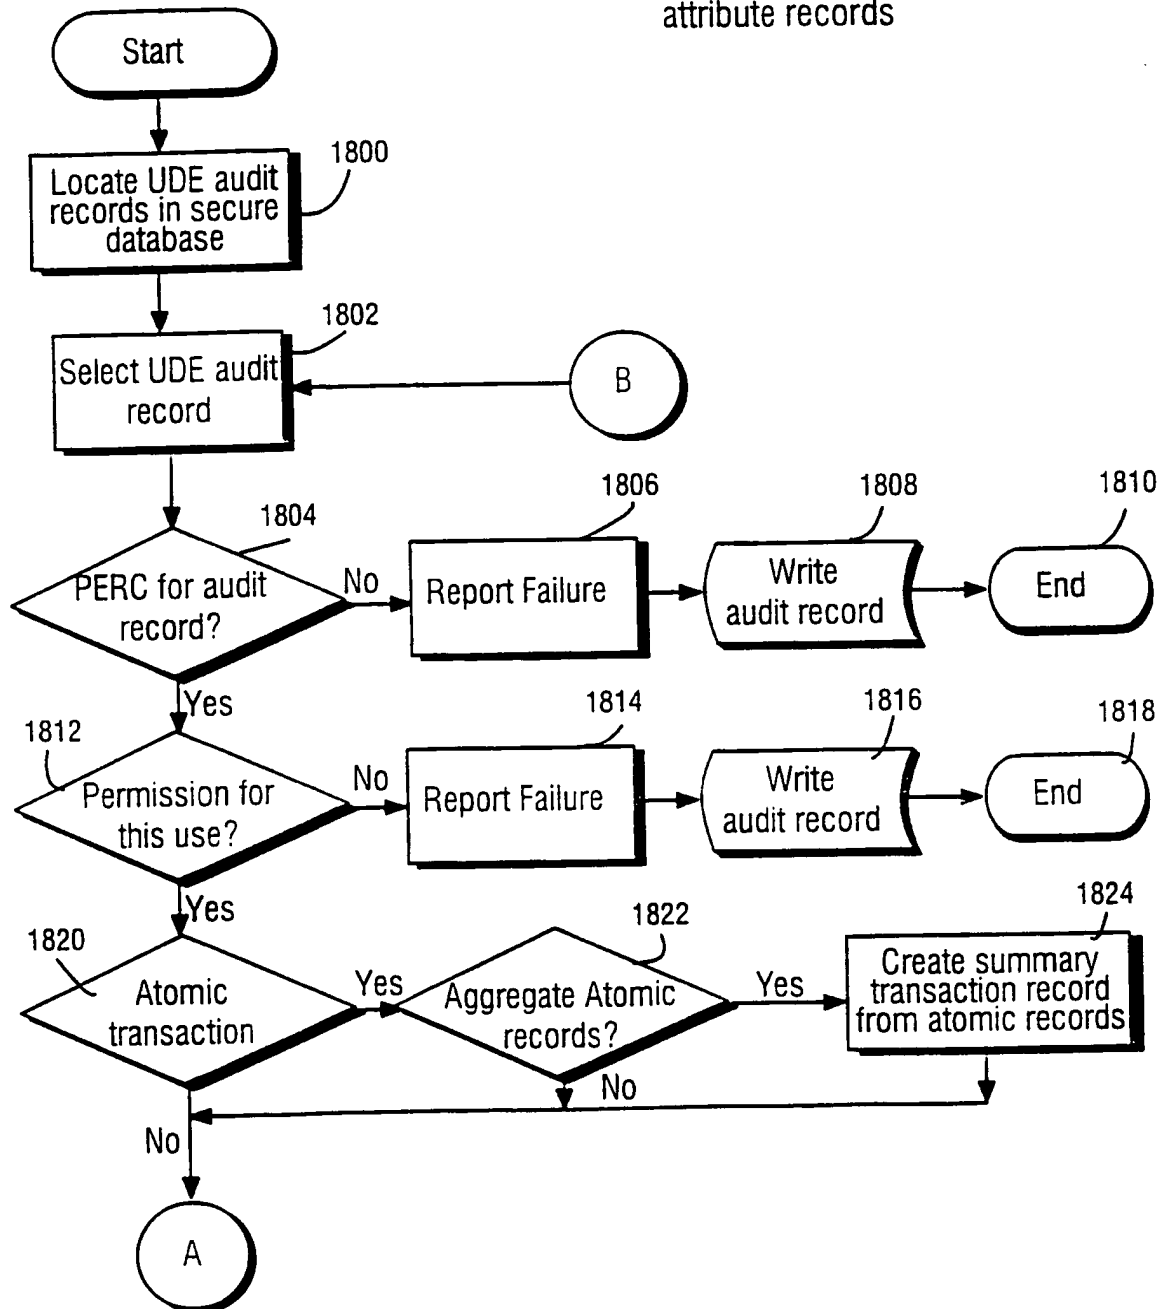 attribute records
Start
1800
Locate UDE audit
records in secure
database
1802
Select UDE audit
record
B
1804
PERC for audit
record?
No
1806
Report Failure
1808
Write
audit record
1810
End
Yes
1812
Permission for
this use?
No
1814
Report Failure
1816
Write
audit record
1818
End
Yes
1820
Atomic
transaction
Yes
1822
Aggregate Atomic
records?
Yes
1824
Create summary
transaction record
from atomic records
No
No
A